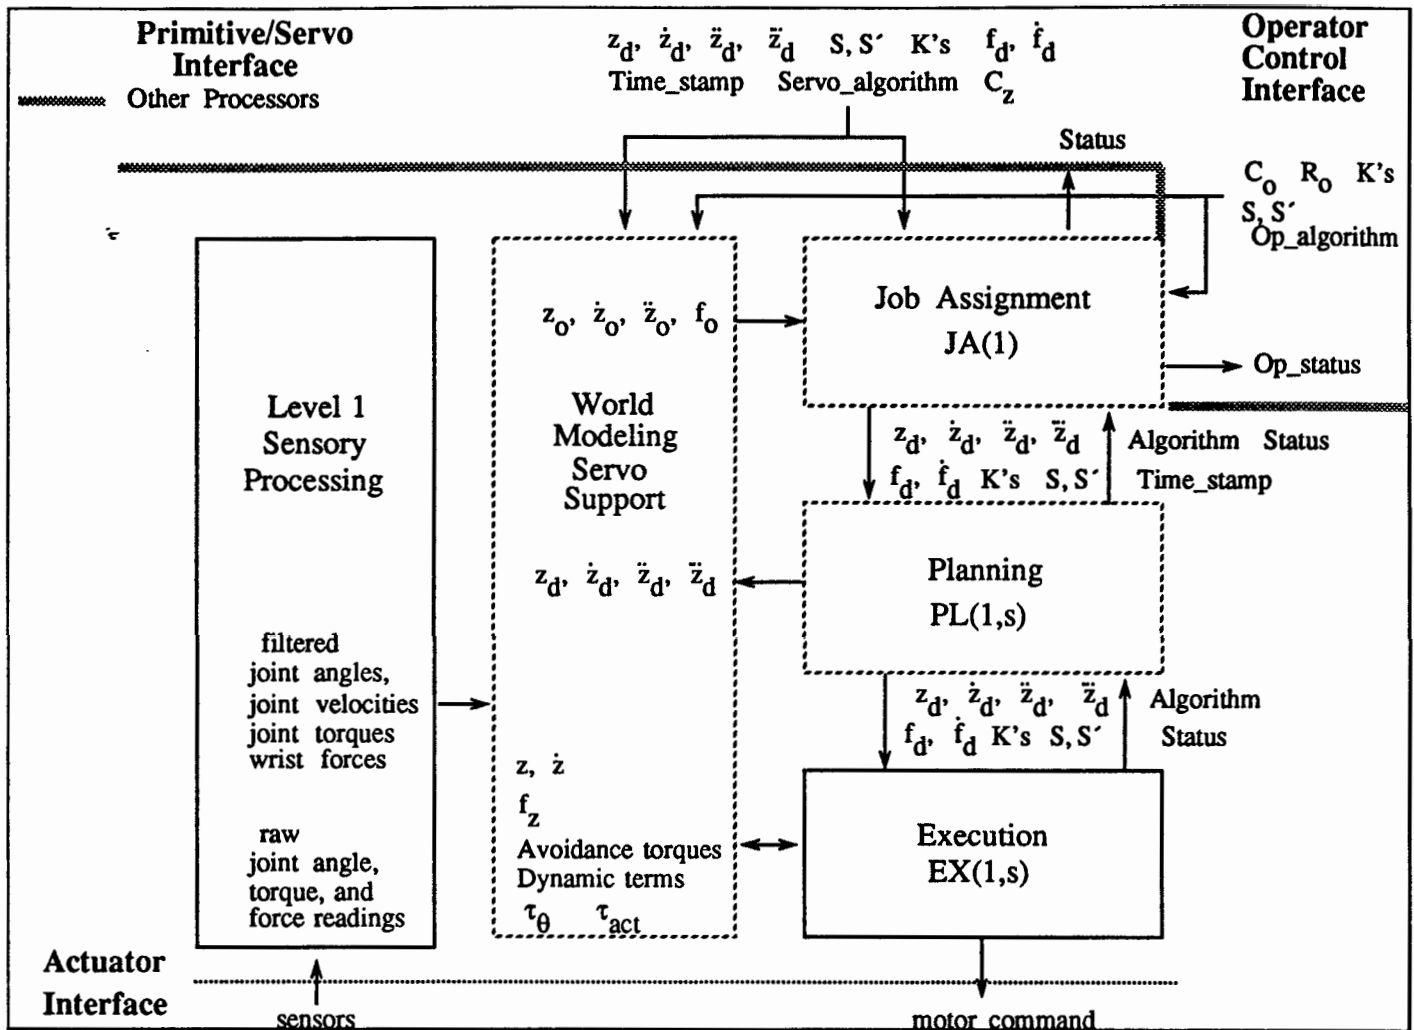 Primitive/Servo
Interface
Other Processors
z_d, ż_d, z̈_d, z⃛_d S, S´ K's f_d, ḟ_d
Time_stamp Servo_algorithm C_z
Operator
Control
Interface
Status
C_o R_o K's
S, S´
Op_algorithm
Level 1
Sensory
Processing
filtered
joint angles,
joint velocities
joint torques
wrist forces
raw
joint angle,
torque, and
force readings
z_o, ż_o, z̈_o, f_o
World
Modeling
Servo
Support
z_d, ż_d, z̈_d, z⃛_d
z, ż
f_z
Avoidance torques
Dynamic terms
τ_θ τ_act
Job Assignment
JA(1)
Op_status
z_d, ż_d, z̈_d, z⃛_d
f_d, ḟ_d K's S, S´
Algorithm Status
Time_stamp
Planning
PL(1,s)
z_d, ż_d, z̈_d, z⃛_d
f_d, ḟ_d K's S, S´
Algorithm
Status
Execution
EX(1,s)
Actuator
Interface
sensors
motor command